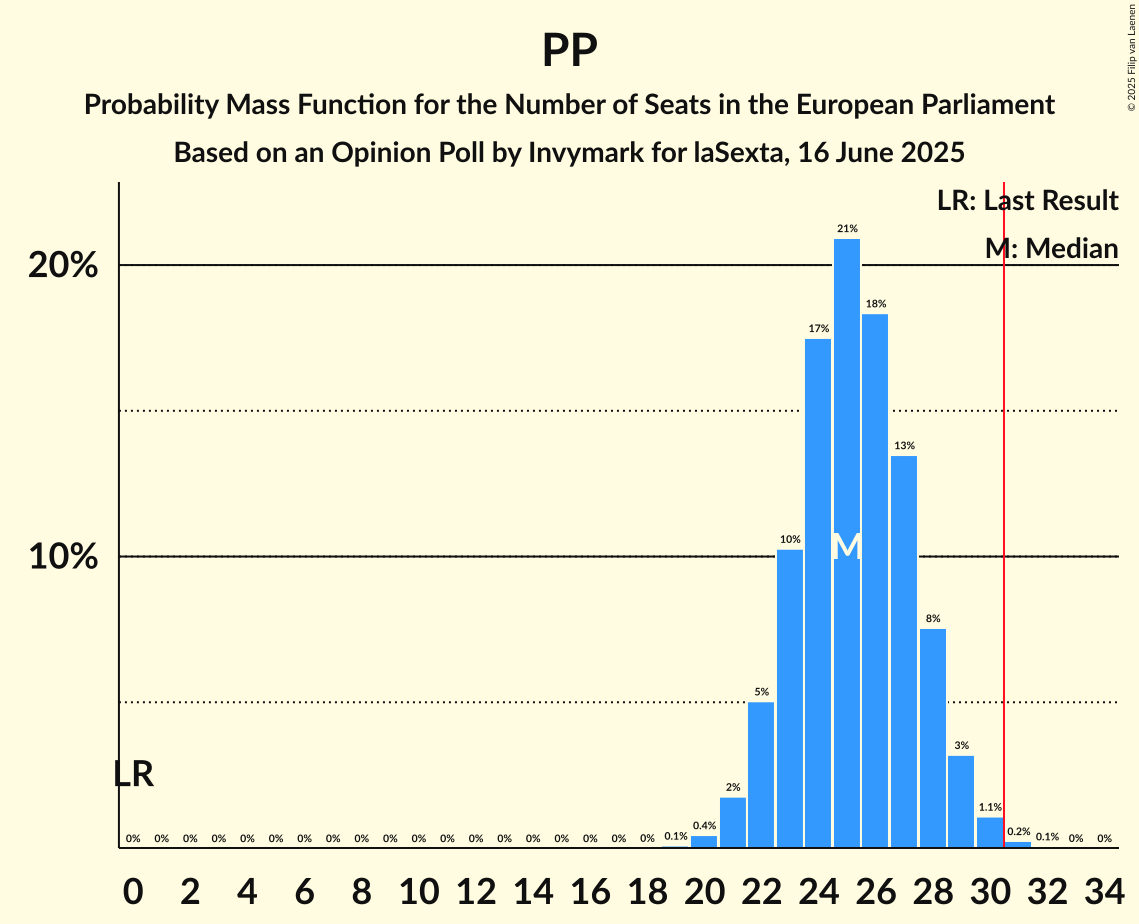 PP
Probability Mass Function for the Number of Seats in the European Parliament
Based on an Opinion Poll by Invymark for laSexta, 16 June 2025
© 2025 Filip van Laenen
LR: Last Result
M: Median
20%
10%
21%
18%
17%
13%
10%
M
8%
5%
3%
LR
2%
1.1%
0% 0% 0% 0% 0% 0% 0% 0% 0% 0% 0% 0% 0% 0% 0% 0% 0% 0% 0% 0.1% 0.4% 0.2% 0.1% 0% 0%
0 2 4 6 8 10 12 14 16 18 20 22 24 26 28 30 32 34